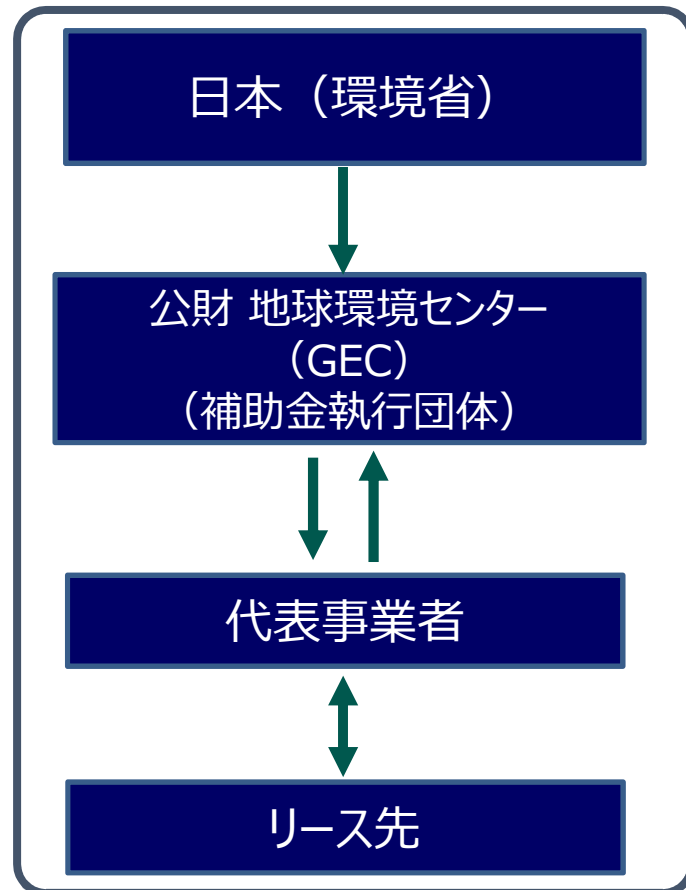 日本（環境省）
公財 地球環境センター
（GEC）
（補助金執行団体）
代表事業者
リース先